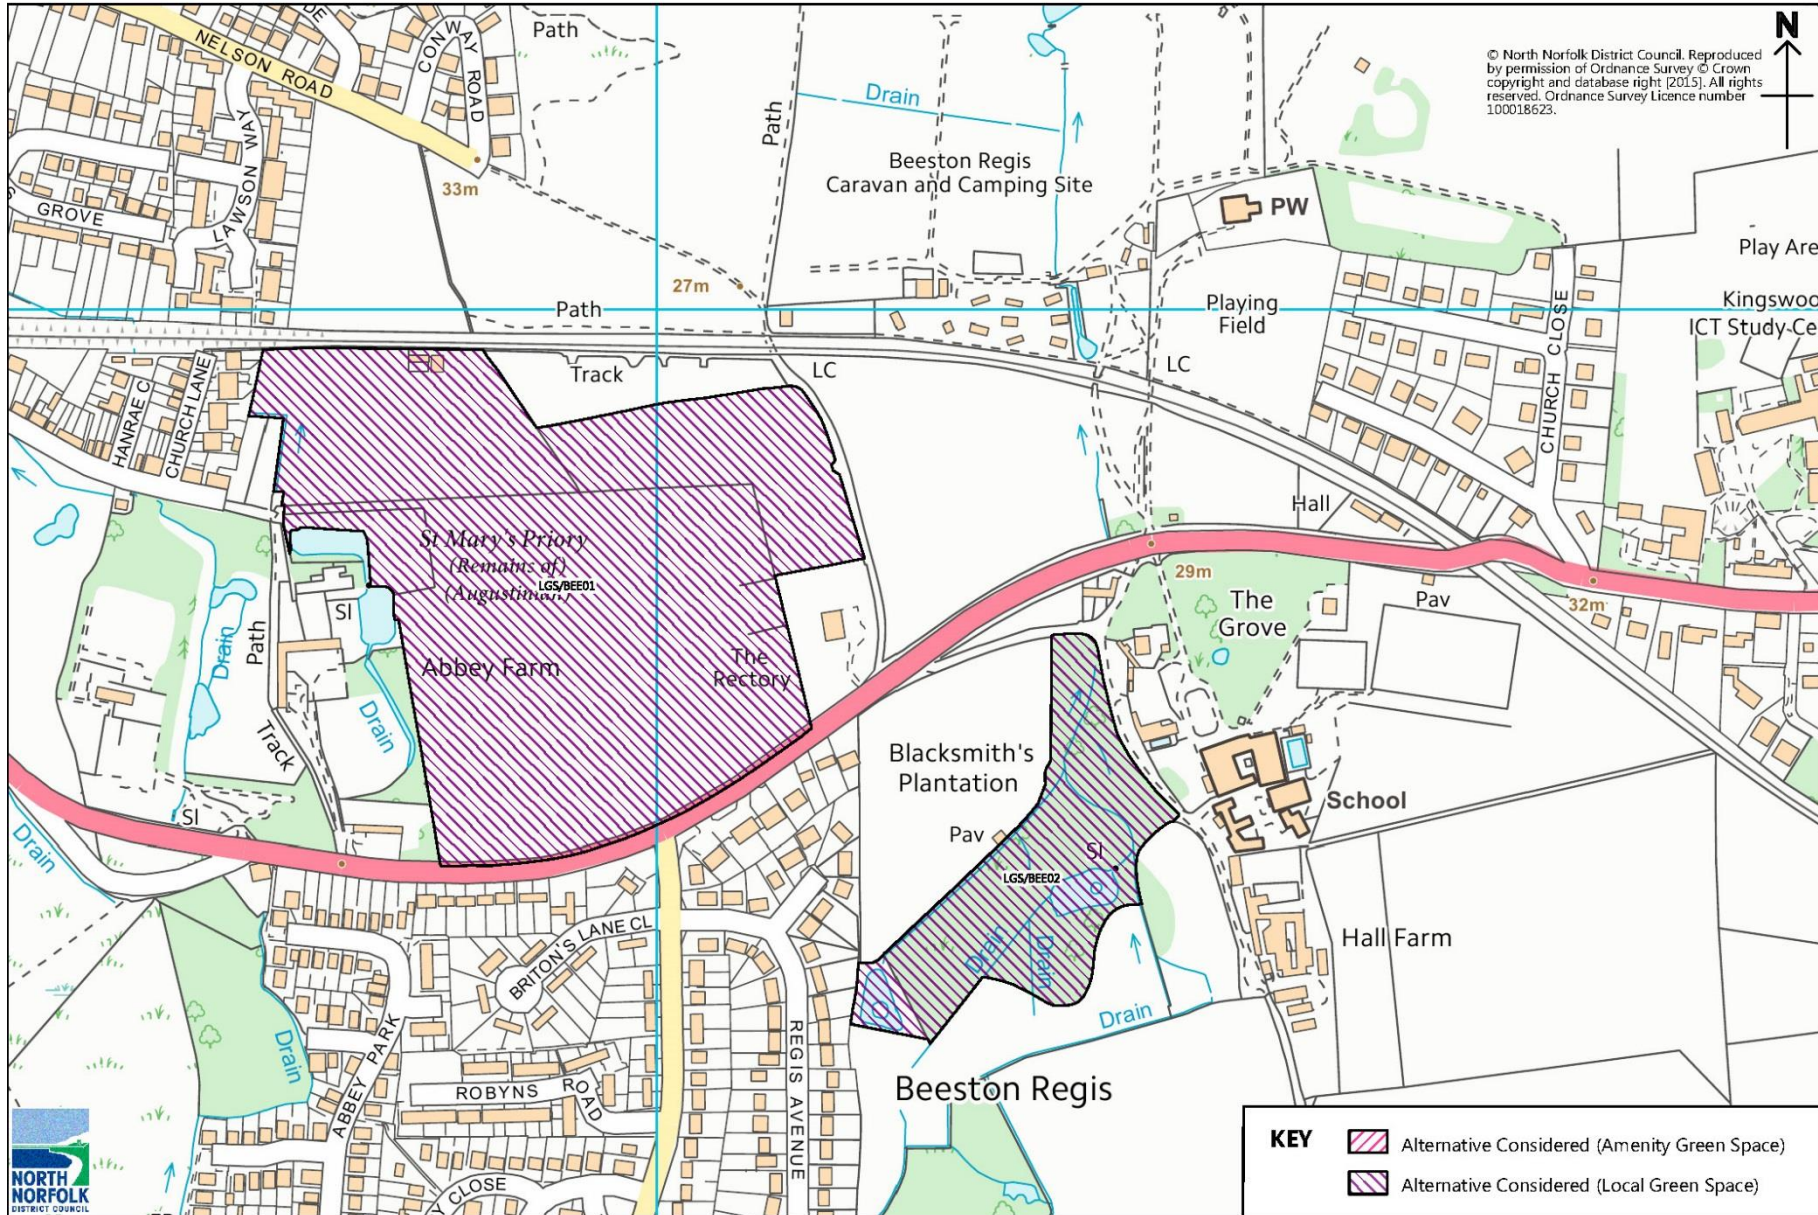 N
© North Norfolk District Council. Reproduced
by permission of Ordnance Survey © Crown
copyright and database right [2015]. All rights
reserved. Ordnance Survey Licence number
100018623.
NELSON ROAD
CONWAY
ROAD
Path
Path
Drain
Beeston Regis
Caravan and Camping Site
LAWSON WAY
GROVE
33m
PW
Play Are
27m
Path
Playing
Field
Kingswoo
ICT Study Ce
CHURCH CLOSE
HANRAE C
CHURCH LANE
Track
LC
LC
Hall
St Mary's Priory
(Remains of)
(Augustinian)
LGS/BEE01
29m
The
Grove
Pav
32m
SI
Path
Drain
Abbey Farm
The
Rectory
Drain
Track
Blacksmith's
Plantation
School
SI
Drain
Pav
SI
LGS/BEE02
Drain
Drain
Hall Farm
BRITON'S LANE CL
Drain
Drain
ABBEY PARK
REGIS AVENUE
ROBYNS
ROAD
Beeston Regis
Y CLOSE
KEY
Alternative Considered (Amenity Green Space)
Alternative Considered (Local Green Space)
NORTH
NORFOLK
DISTRICT COUNCIL